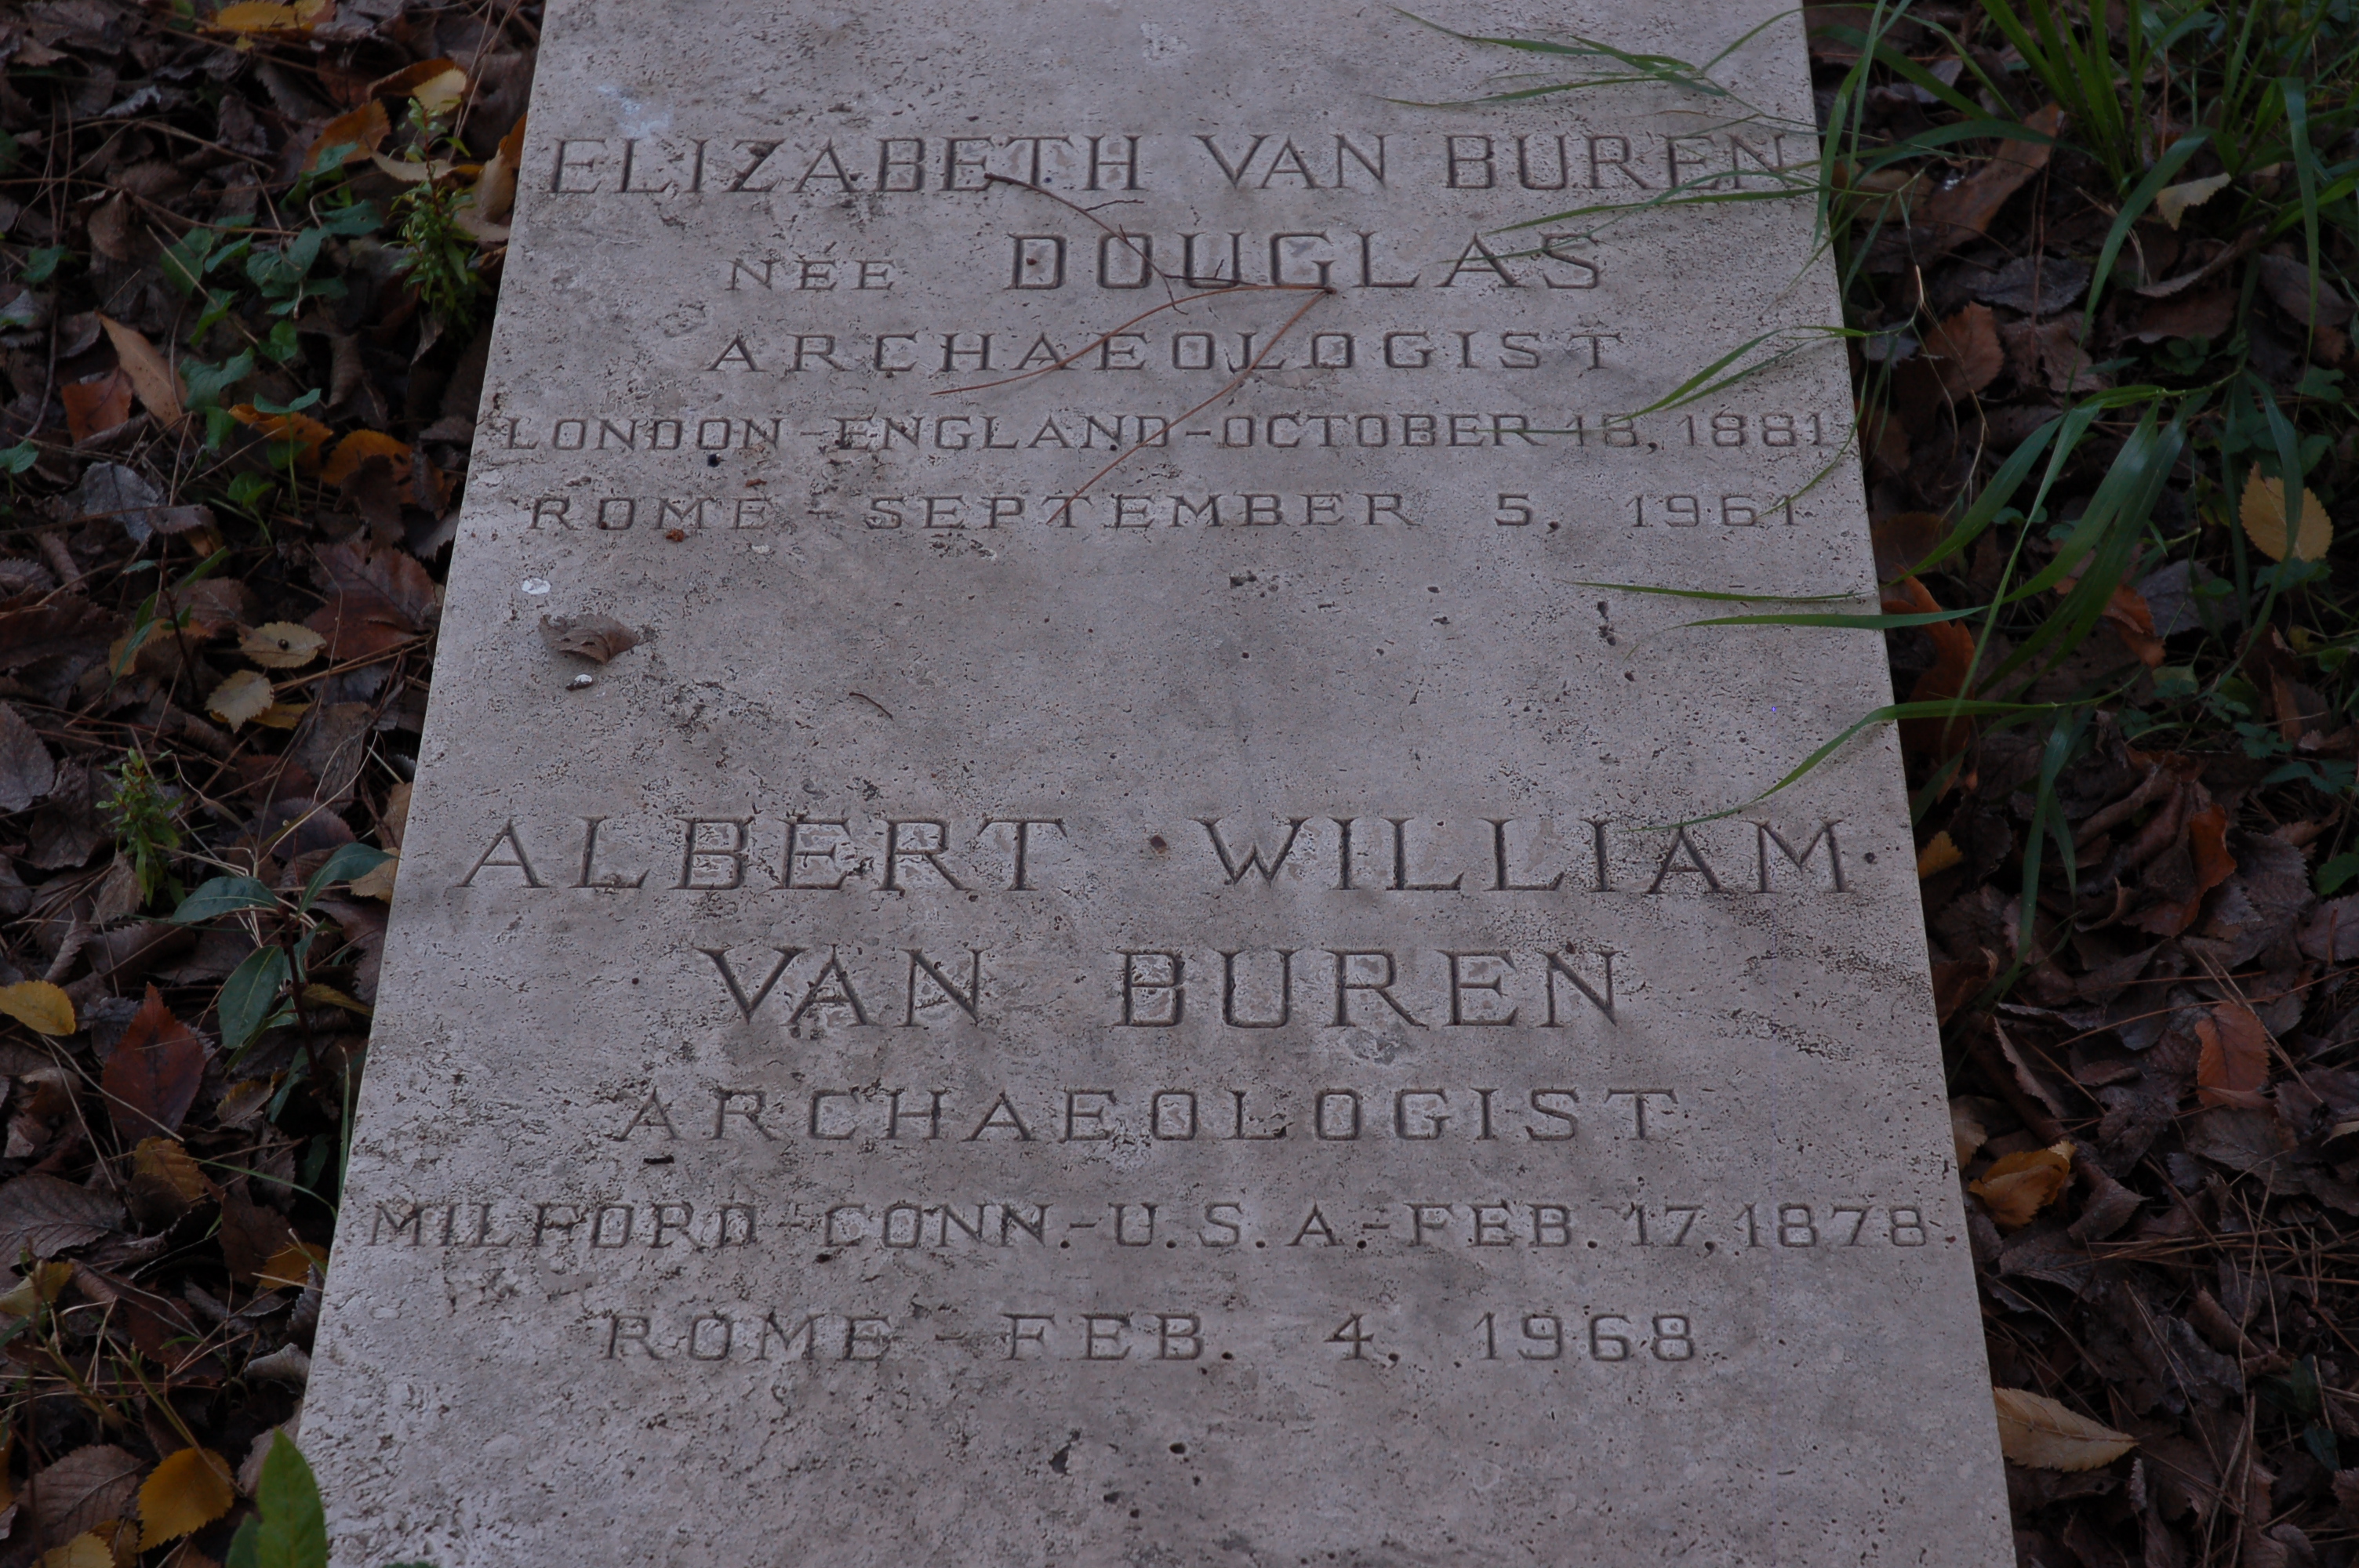 ELIZABETH VAN BUREN
NÉE DOUGLAS
ARCHAEOLOGIST
LONDON - ENGLAND - OCTOBER 18, 1881
ROME - SEPTEMBER 5, 1961
ALBERT WILLIAM
VAN BUREN
ARCHAEOLOGIST
MILFORD - CONN. - U.S.A. - FEB. 17, 1878
ROME - FEB. 4, 1968